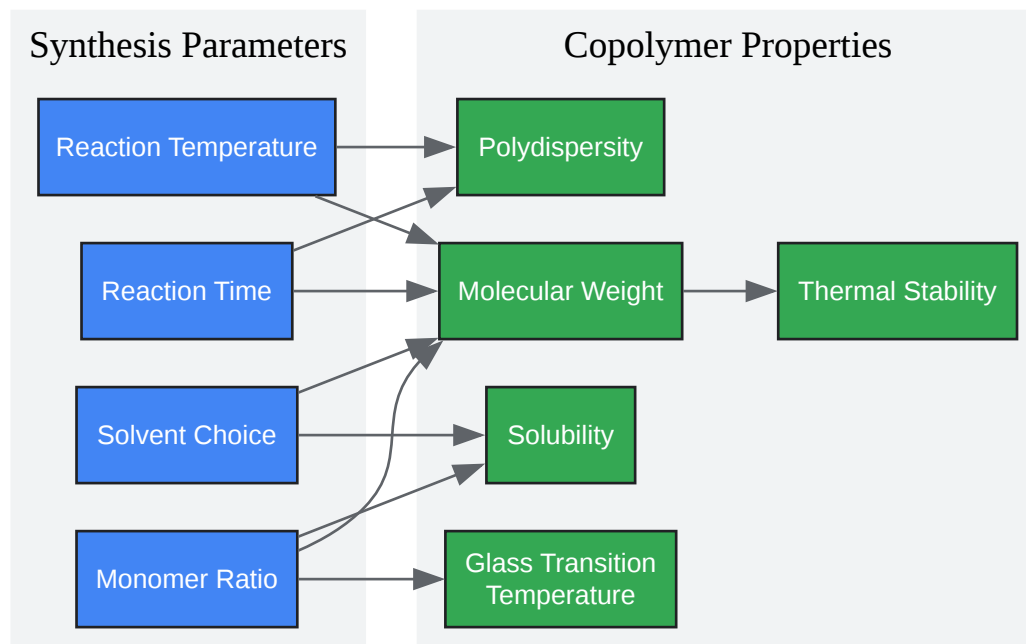 Synthesis Parameters
Copolymer Properties
Reaction Temperature
Polydispersity
Reaction Time
Molecular Weight
Thermal Stability
Solvent Choice
Solubility
Monomer Ratio
Glass Transition
Temperature